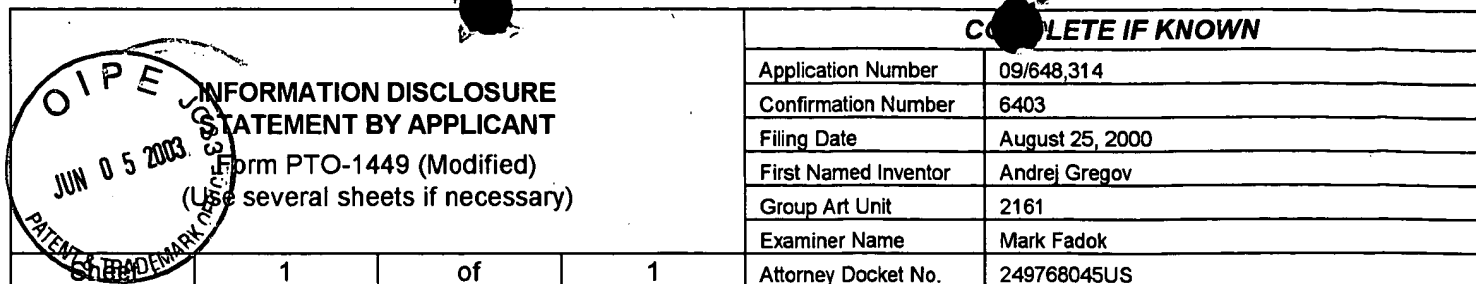 COMPLETE IF KNOWN
INFORMATION DISCLOSURE
STATEMENT BY APPLICANT
Form PTO-1449 (Modified)
(Use several sheets if necessary)
OIPE
JUN 05 2003
PATENT & TRADEMARK
Sheet 1 of 1
Application Number 09/648,314
Confirmation Number 6403
Filing Date August 25, 2000
First Named Inventor Andrej Gregov
Group Art Unit 2161
Examiner Name Mark Fadok
Attorney Docket No. 249768045US